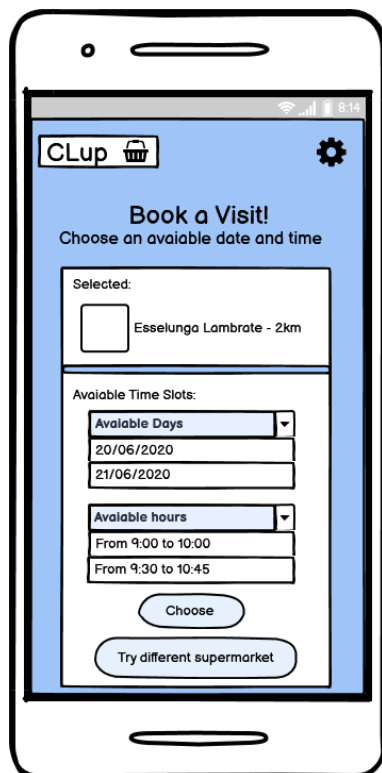 8:14
CLup
Book a Visit!
Choose an avaiable date and time
Selected:
Esselunga Lambrate - 2km
Avaiable Time Slots:
Avaiable Days
20/06/2020
21/06/2020
Avaiable hours
From 9:00 to 10:00
From 9:30 to 10:45
Choose
Try different supermarket